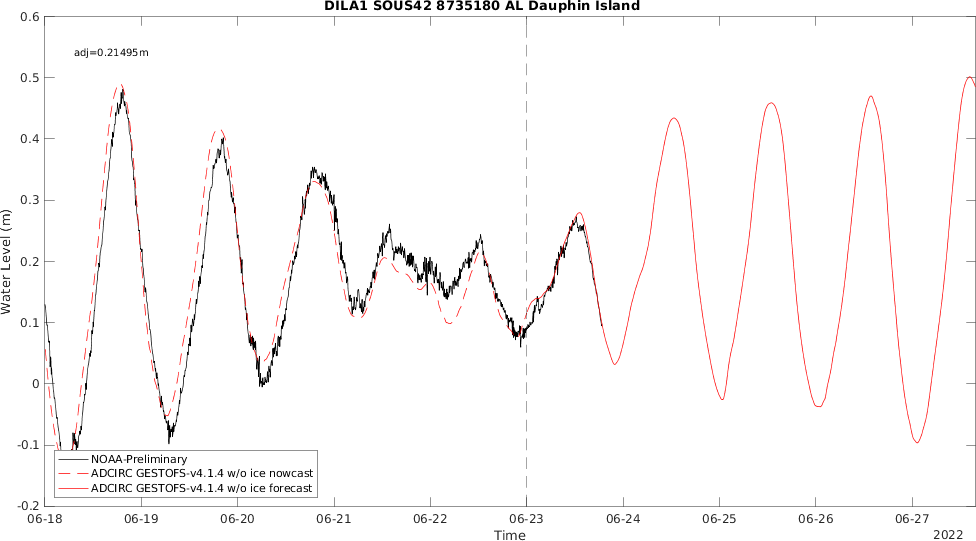 DILA1 SOUS42 8735180 AL Dauphin Island
adj=0.21495m
0.6
0.5
0.4
0.3
0.2
0.1
0
-0.1
-0.2
Water Level (m)
NOAA-Preliminary
ADCIRC GESTOFS-v4.1.4 w/o ice nowcast
ADCIRC GESTOFS-v4.1.4 w/o ice forecast
06-18 06-19 06-20 06-21 06-22 06-23 06-24 06-25 06-26 06-27
Time
2022